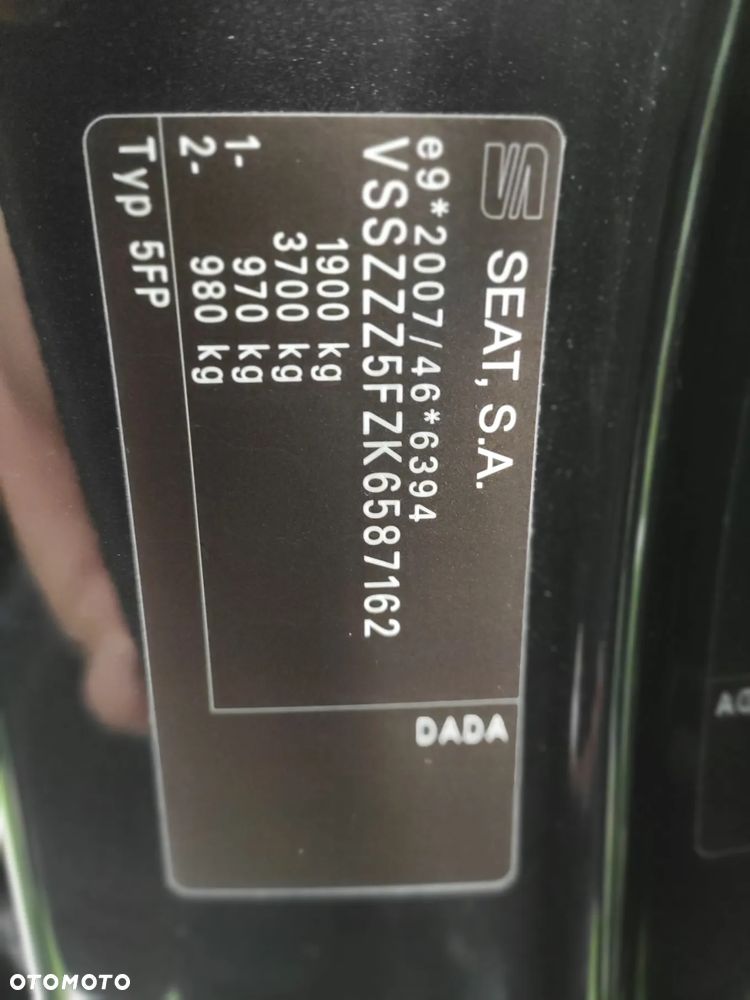 SEAT, S.A.
e9*2007/46*6394
VSSZZZ5FZK6587162
1900 kg
3700 kg
1- 970 kg
2- 980 kg
Typ 5FP
DADA
OTOMOTO